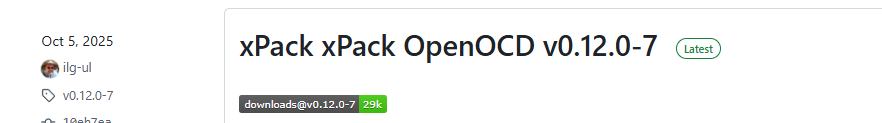 Oct 5, 2025
ilg-ul
v0.12.0-7
xPack xPack OpenOCD v0.12.0-7 Latest
downloads@v0.12.0-7 29k